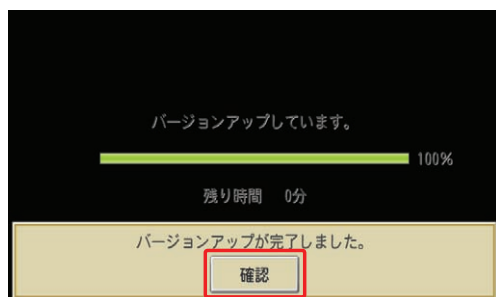 バージョンアップしています。
100%
残り時間 0分
バージョンアップが完了しました。
確認